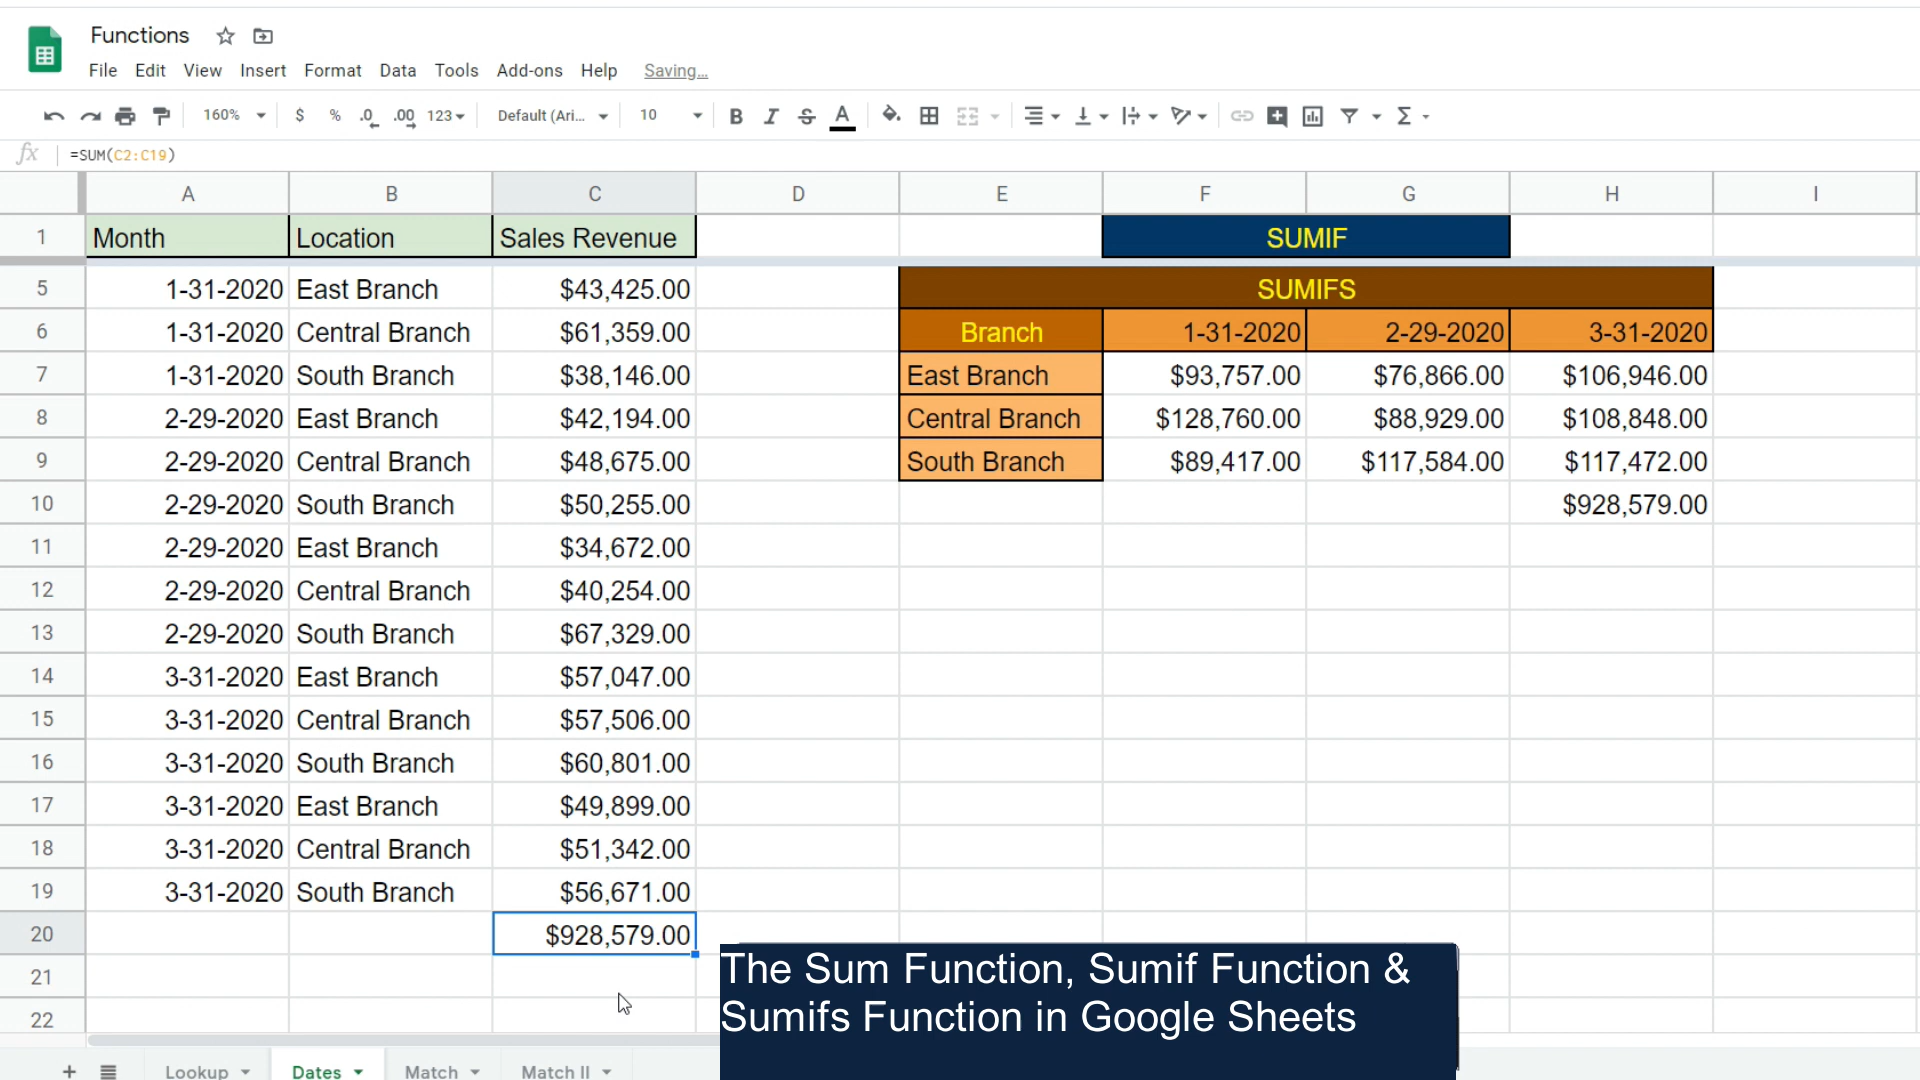 Functions
File Edit View Insert Format Data Tools Add-ons Help Saving...
160% $ % .0 .00 123 Default (Ari... 10 B I S A Σ
fx =SUM(C2:C19)
A B C D E F G H I
1 Month Location Sales Revenue SUMIF
5 1-31-2020 East Branch $43,425.00 SUMIFS
6 1-31-2020 Central Branch $61,359.00 Branch 1-31-2020 2-29-2020 3-31-2020
7 1-31-2020 South Branch $38,146.00 East Branch $93,757.00 $76,866.00 $106,946.00
8 2-29-2020 East Branch $42,194.00 Central Branch $128,760.00 $88,929.00 $108,848.00
9 2-29-2020 Central Branch $48,675.00 South Branch $89,417.00 $117,584.00 $117,472.00
10 2-29-2020 South Branch $50,255.00 $928,579.00
11 2-29-2020 East Branch $34,672.00
12 2-29-2020 Central Branch $40,254.00
13 2-29-2020 South Branch $67,329.00
14 3-31-2020 East Branch $57,047.00
15 3-31-2020 Central Branch $57,506.00
16 3-31-2020 South Branch $60,801.00
17 3-31-2020 East Branch $49,899.00
18 3-31-2020 Central Branch $51,342.00
19 3-31-2020 South Branch $56,671.00
20 $928,579.00
21
22
The Sum Function, Sumif Function &
Sumifs Function in Google Sheets
+ Lookup Dates Match Match II